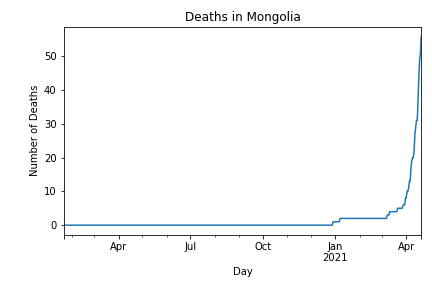 Deaths in Mongolia
Number of Deaths
50
40
30
20
10
0
Apr
Jul
Oct
Jan
2021
Apr
Day